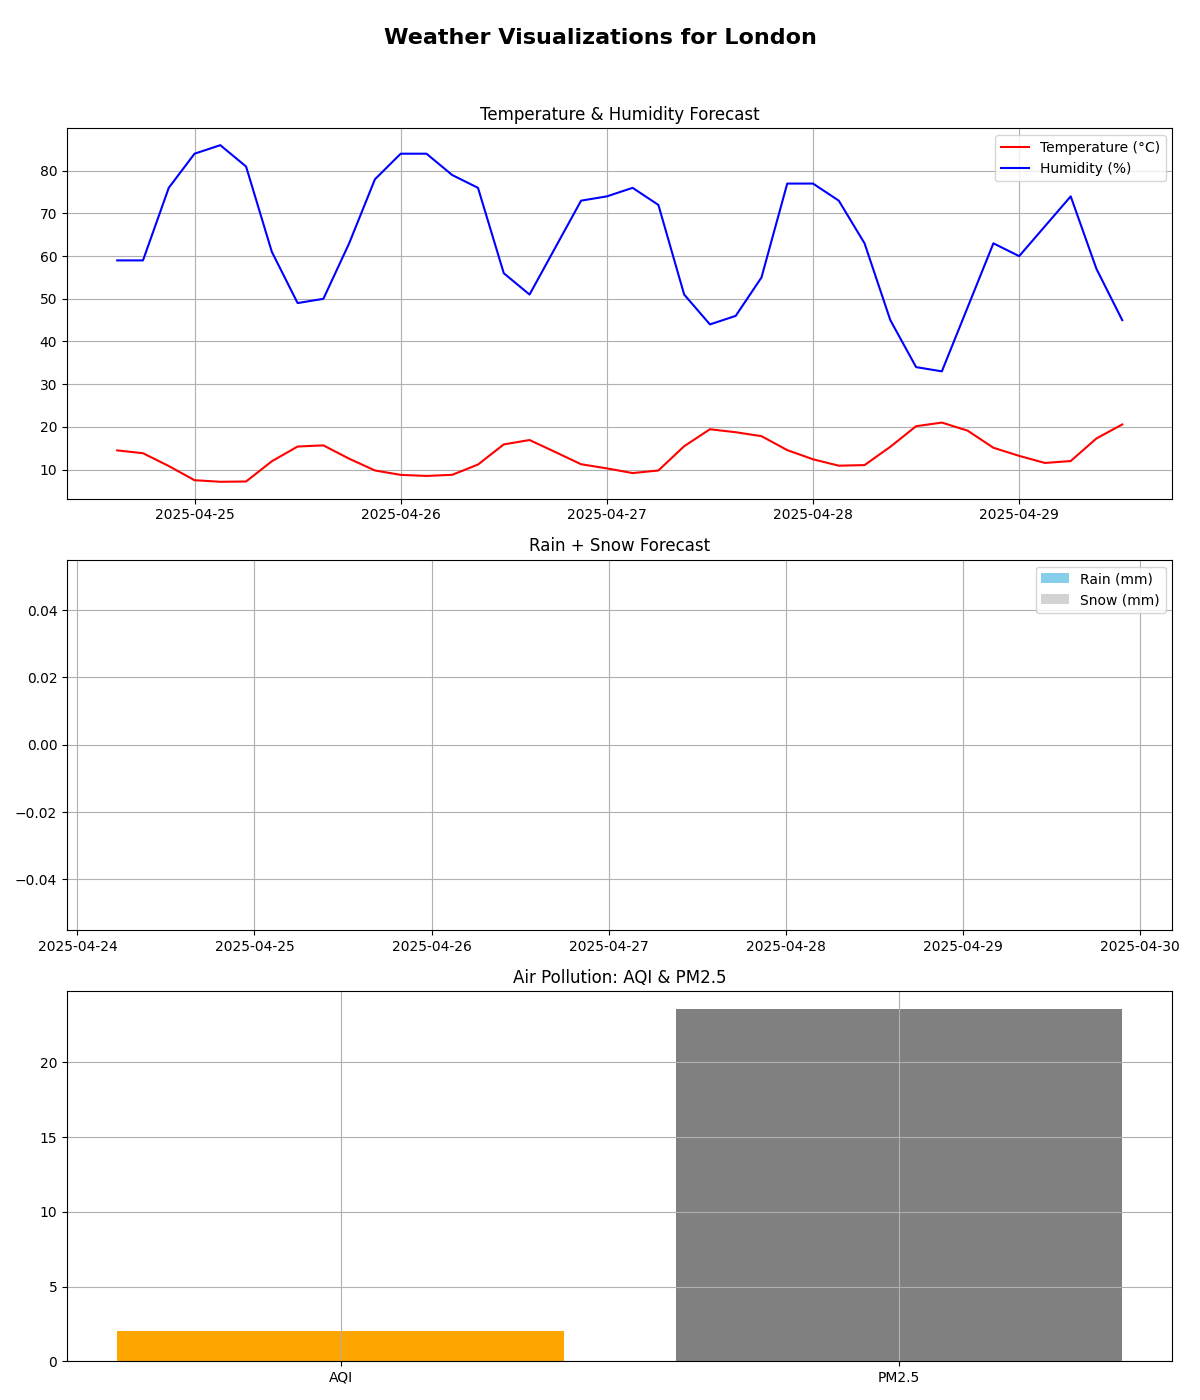 Weather Visualizations for London
Temperature & Humidity Forecast
Temperature (°C)
Humidity (%)
80
70
60
50
40
30
20
10
2025-04-25 2025-04-26 2025-04-27 2025-04-28 2025-04-29
Rain + Snow Forecast
Rain (mm)
Snow (mm)
0.04
0.02
0.00
−0.02
−0.04
2025-04-24 2025-04-25 2025-04-26 2025-04-27 2025-04-28 2025-04-29 2025-04-30
Air Pollution: AQI & PM2.5
20
15
10
5
0
AQI PM2.5